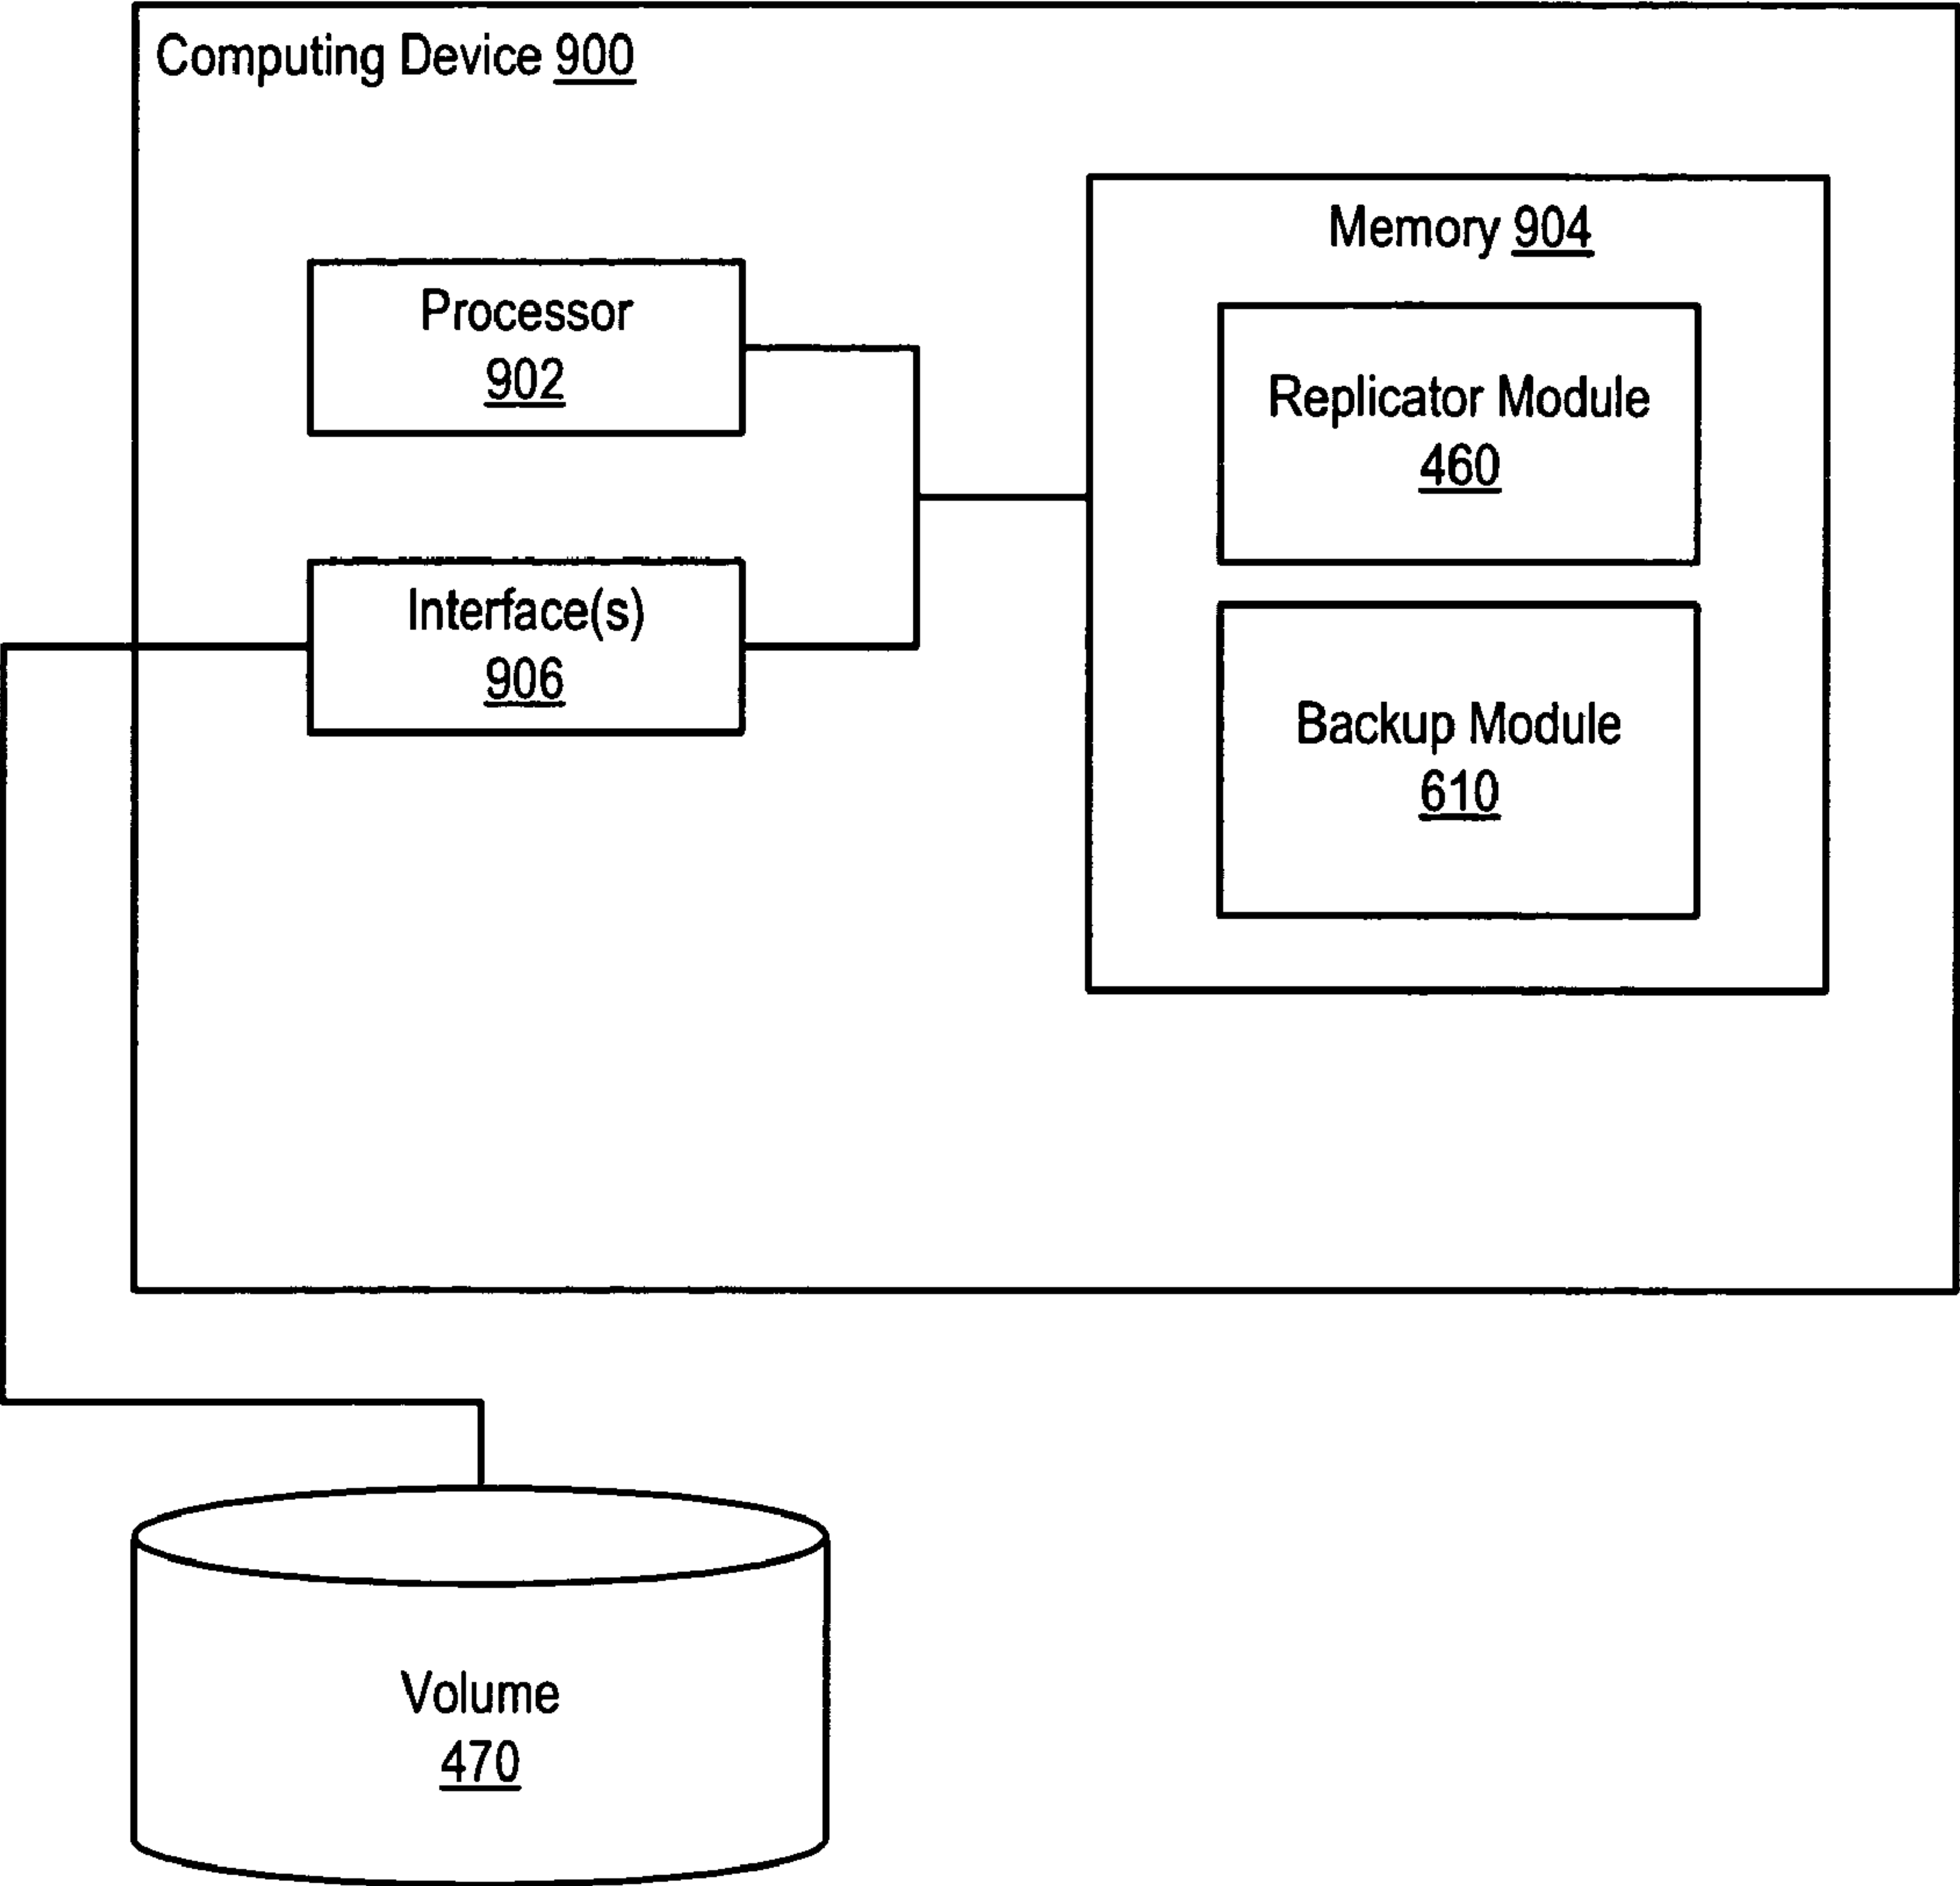 Computing Device 900
Memory 904
Processor
902
Replicator Module
460
Interface(s)
906
Backup Module
610
Volume
470